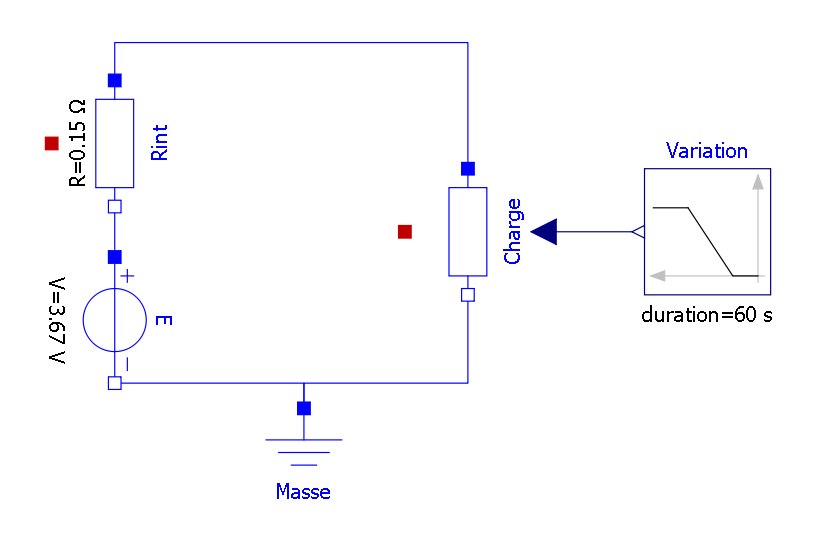 R=0.15 Ω
Rint
V=3.67 V
E
+
−
Charge
Variation
duration=60 s
Masse